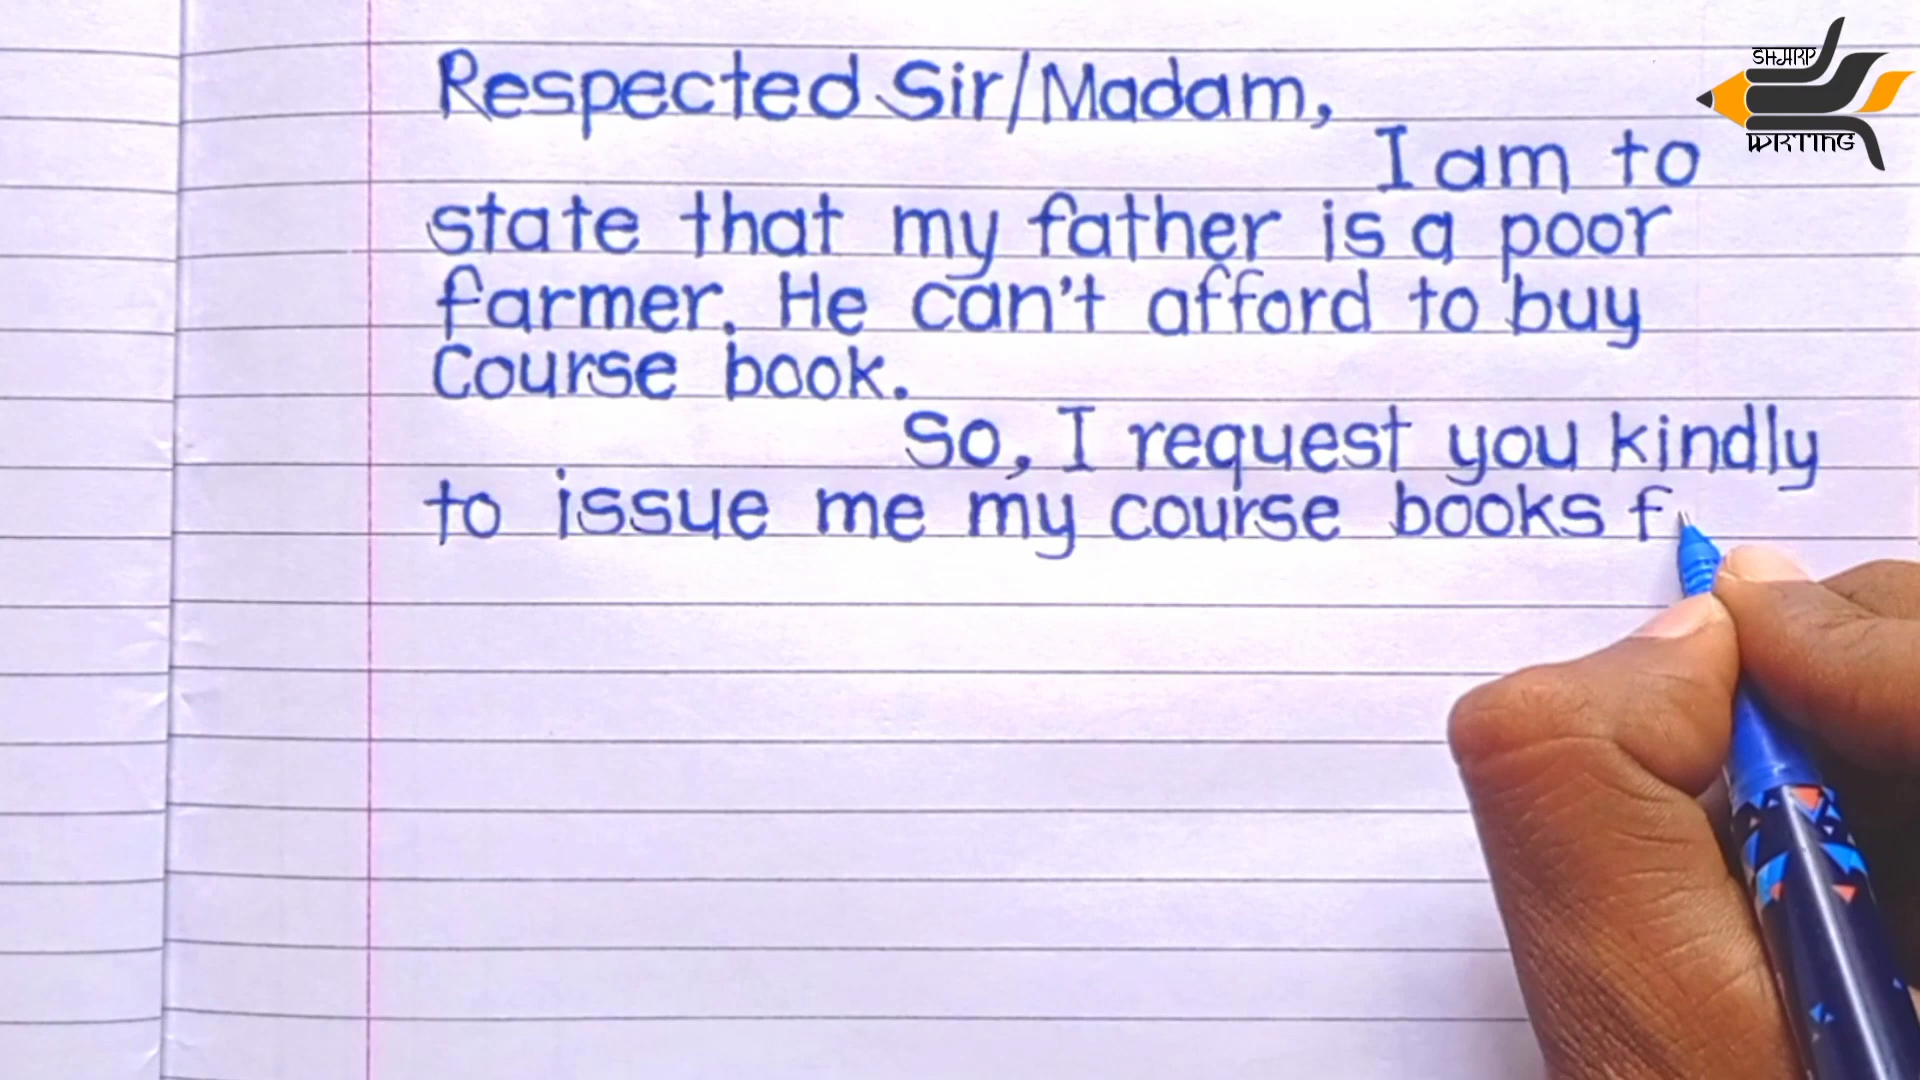 Respected Sir/Madam,
I am to
state that my father is a poor
farmer. He can't afford to buy
Course book.
So, I request you kindly
to issue me my course books f
SHARP
WRTING